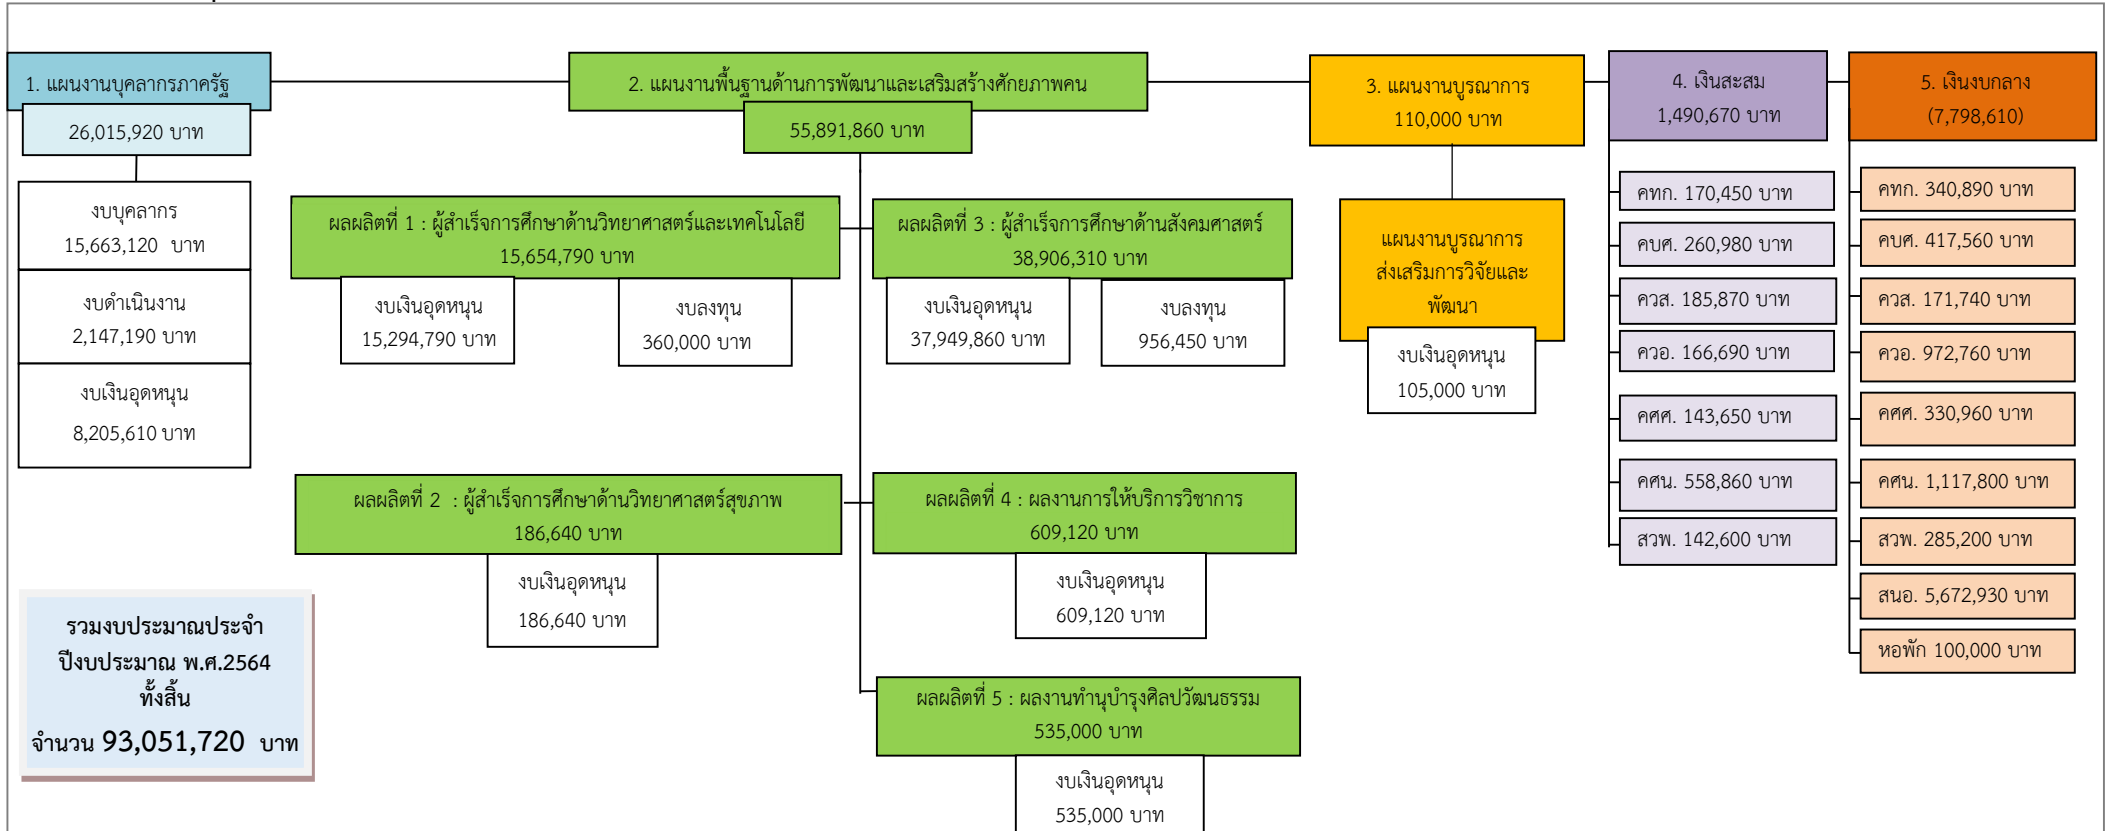 1. แผนงานบุคลากรภาครัฐ
26,015,920 บาท
งบบุคลากร
15,663,120 บาท
งบดำเนินงาน
2,147,190 บาท
งบเงินอุดหนุน
8,205,610 บาท
2. แผนงานพื้นฐานด้านการพัฒนาและเสริมสร้างศักยภาพคน
55,891,860 บาท
ผลผลิตที่ 1 : ผู้สำเร็จการศึกษาด้านวิทยาศาสตร์และเทคโนโลยี
15,654,790 บาท
งบเงินอุดหนุน
15,294,790 บาท
งบลงทุน
360,000 บาท
ผลผลิตที่ 3 : ผู้สำเร็จการศึกษาด้านสังคมศาสตร์
38,906,310 บาท
งบเงินอุดหนุน
37,949,860 บาท
งบลงทุน
956,450 บาท
ผลผลิตที่ 2 : ผู้สำเร็จการศึกษาด้านวิทยาศาสตร์สุขภาพ
186,640 บาท
งบเงินอุดหนุน
186,640 บาท
ผลผลิตที่ 4 : ผลงานการให้บริการวิชาการ
609,120 บาท
งบเงินอุดหนุน
609,120 บาท
ผลผลิตที่ 5 : ผลงานทำนุบำรุงศิลปวัฒนธรรม
535,000 บาท
งบเงินอุดหนุน
535,000 บาท
3. แผนงานบูรณาการ
110,000 บาท
แผนงานบูรณาการ
ส่งเสริมการวิจัยและ
พัฒนา
งบเงินอุดหนุน
105,000 บาท
4. เงินสะสม
1,490,670 บาท
คทก. 170,450 บาท
คบศ. 260,980 บาท
ควส. 185,870 บาท
ควอ. 166,690 บาท
คศศ. 143,650 บาท
คศน. 558,860 บาท
สวพ. 142,600 บาท
5. เงินงบกลาง
(7,798,610)
คทก. 340,890 บาท
คบศ. 417,560 บาท
ควส. 171,740 บาท
ควอ. 972,760 บาท
คศศ. 330,960 บาท
คศน. 1,117,800 บาท
สวพ. 285,200 บาท
สนอ. 5,672,930 บาท
หอพัก 100,000 บาท
รวมงบประมาณประจำ
ปีงบประมาณ พ.ศ.2564
ทั้งสิ้น
จำนวน 93,051,720 บาท